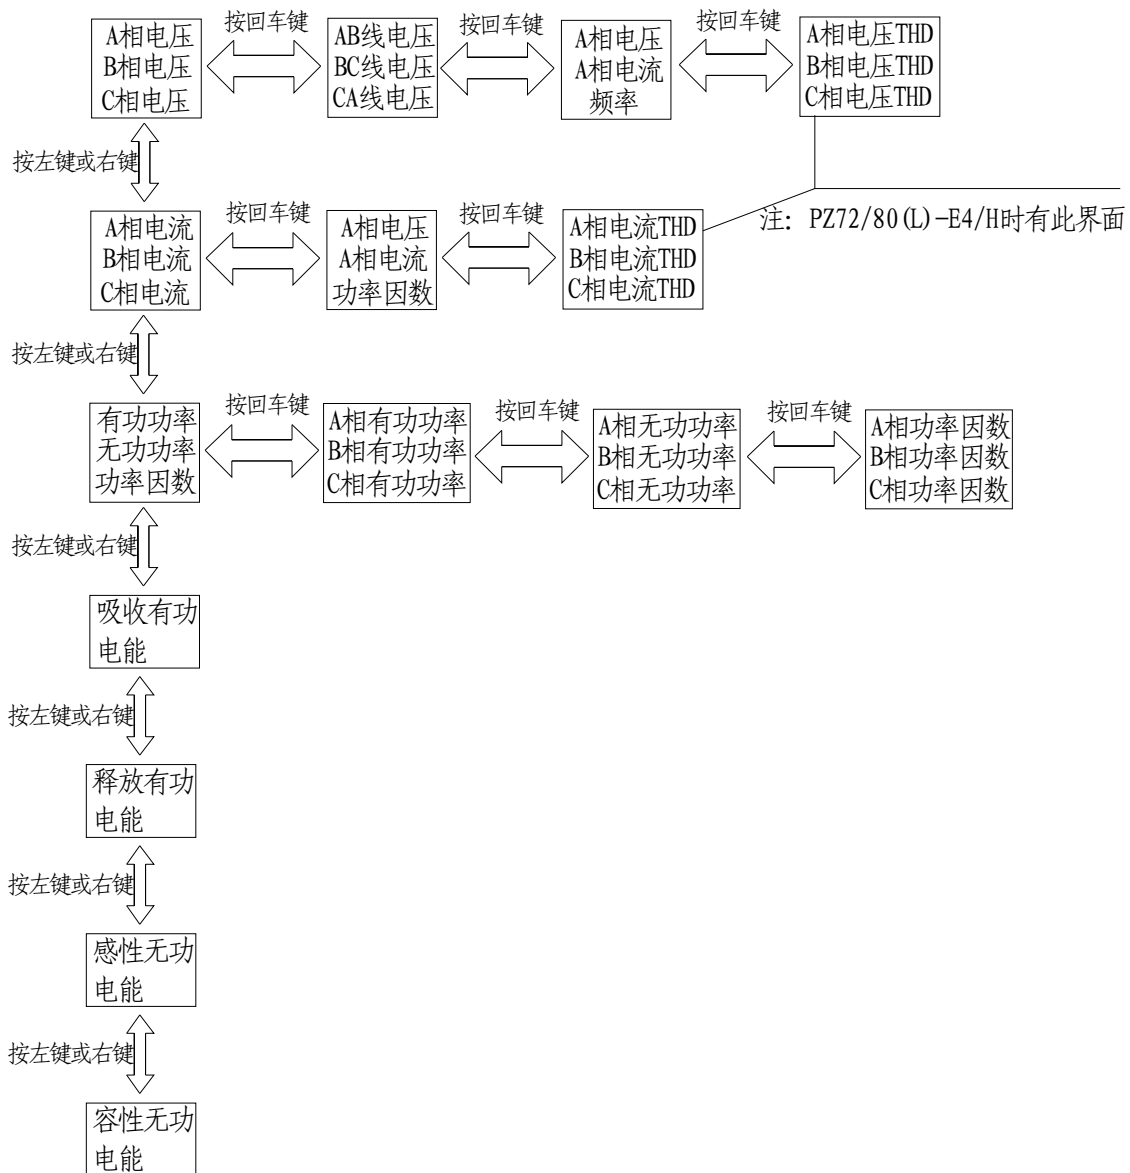 A相电压
B相电压
C相电压
按回车键
AB线电压
BC线电压
CA线电压
按回车键
A相电压
A相电流
频率
按回车键
A相电压THD
B相电压THD
C相电压THD
按左键或右键
A相电流
B相电流
C相电流
按回车键
A相电压
A相电流
功率因数
按回车键
A相电流THD
B相电流THD
C相电流THD
注: PZ72/80(L)-E4/H时有此界面
按左键或右键
有功功率
无功功率
功率因数
按回车键
A相有功功率
B相有功功率
C相有功功率
按回车键
A相无功功率
B相无功功率
C相无功功率
按回车键
A相功率因数
B相功率因数
C相功率因数
按左键或右键
吸收有功
电能
按左键或右键
释放有功
电能
按左键或右键
感性无功
电能
按左键或右键
容性无功
电能